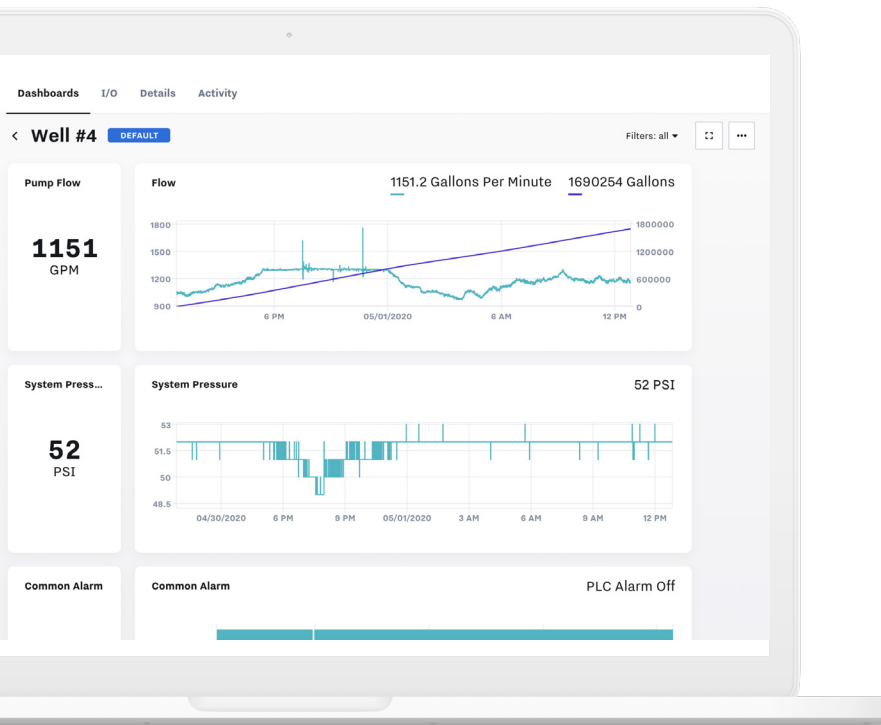 Dashboards I/O Details Activity
< Well #4 DEFAULT Filters: all
Pump Flow
1151
GPM
Flow 1151.2 Gallons Per Minute 1690254 Gallons
1800 1800000
1500 1200000
1200 600000
900 0
6 PM 05/01/2020 6 AM 12 PM
System Press...
52
PSI
System Pressure 52 PSI
53
51.5
50
48.5
04/30/2020 6 PM 9 PM 05/01/2020 3 AM 6 AM 9 AM 12 PM
Common Alarm
Common Alarm PLC Alarm Off